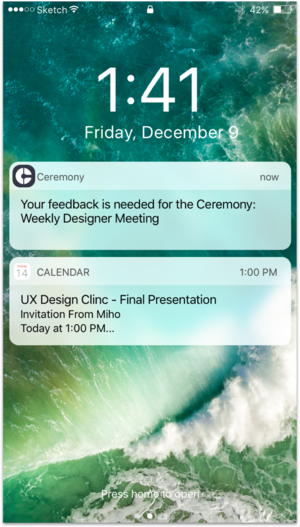 Sketch 42%
1:41
Friday, December 9
Ceremony now
Your feedback is needed for the Ceremony:
Weekly Designer Meeting
14 CALENDAR 1:00 PM
UX Design Clinc - Final Presentation
Invitation From Miho
Today at 1:00 PM...
Press home to open